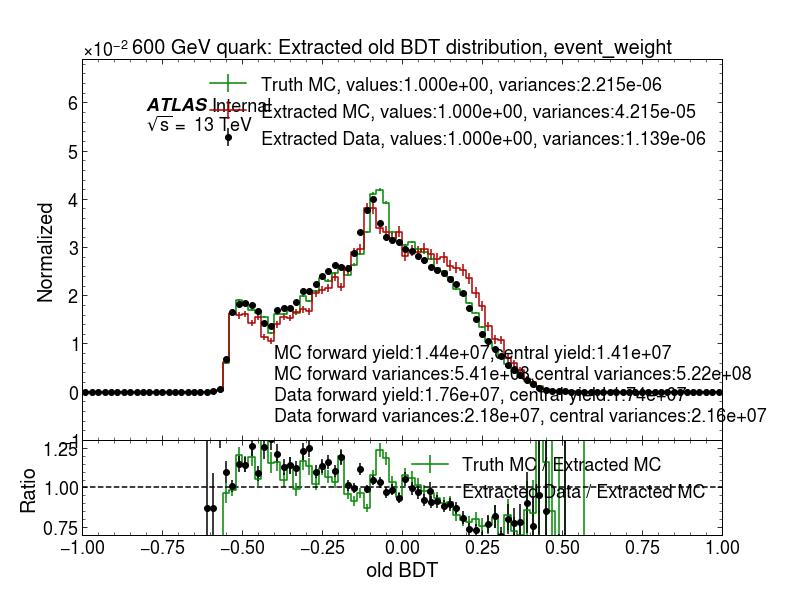 ×10⁻² 600 GeV quark: Extracted old BDT distribution, event_weight
Truth MC, values:1.000e+00, variances:2.215e-06
ATLAS Internal
Extracted MC, values:1.000e+00, variances:4.215e-05
√s = 13 TeV
Extracted Data, values:1.000e+00, variances:1.139e-06
6
5
4
3
2
1
0
Normalized
MC forward yield:1.44e+07, central yield:1.41e+07
MC forward variances:5.41e+08, central variances:5.22e+08
Data forward yield:1.76e+07, central yield:1.74e+07
Data forward variances:2.18e+07, central variances:2.16e+07
1.25
1.00
0.75
Ratio
Truth MC / Extracted MC
Extracted Data / Extracted MC
−1.00 −0.75 −0.50 −0.25 0.00 0.25 0.50 0.75 1.00
old BDT